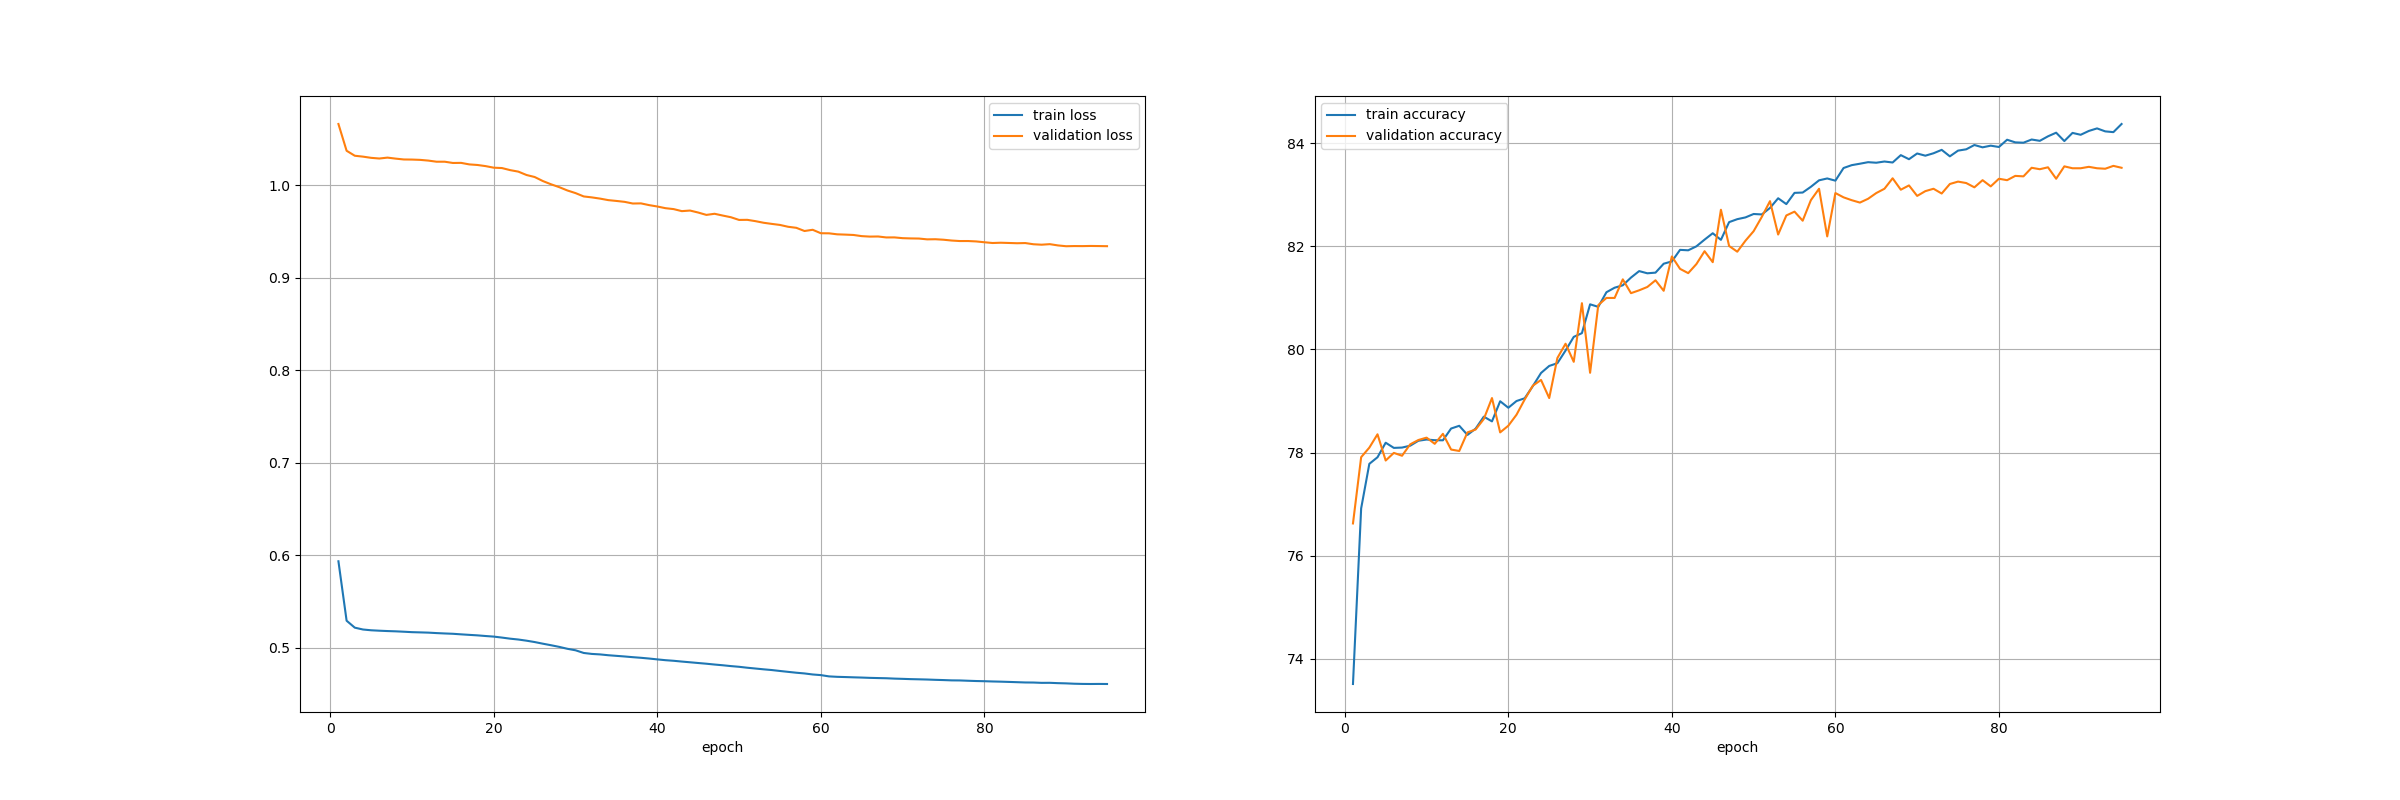 train loss
validation loss
1.0
0.9
0.8
0.7
0.6
0.5
0 20 40 60 80
epoch
train accuracy
validation accuracy
84
82
80
78
76
74
0 20 40 60 80
epoch